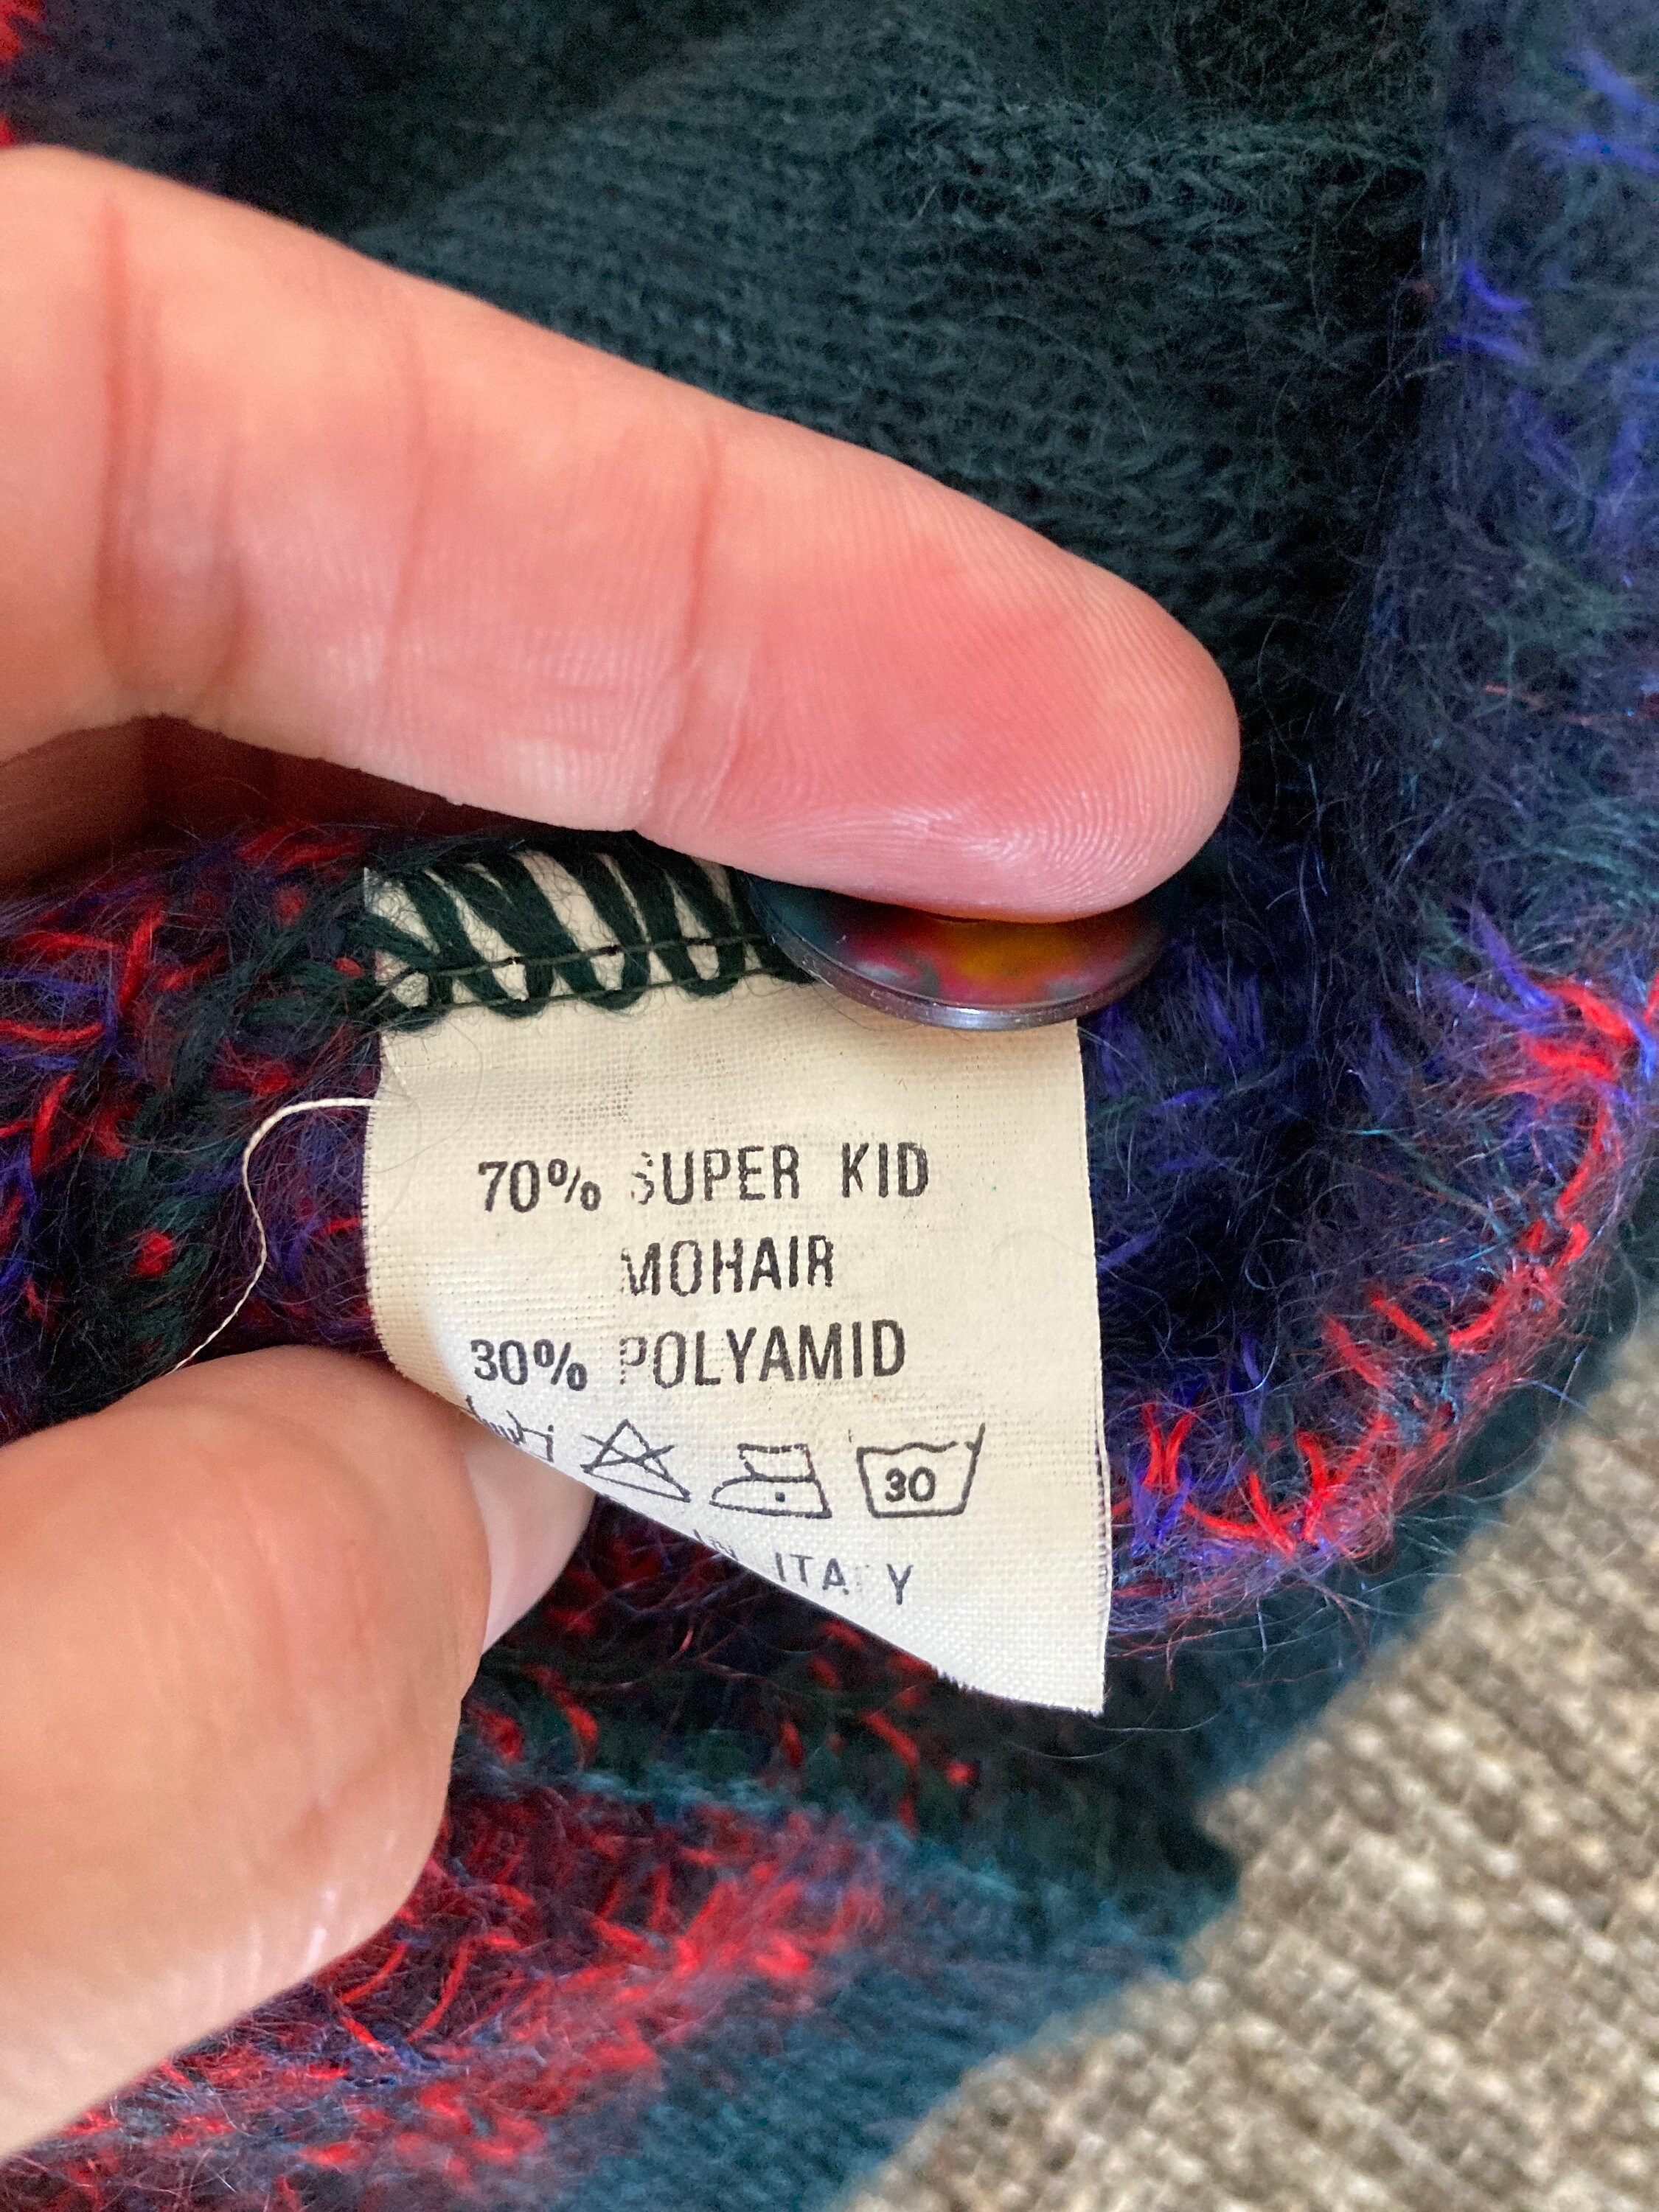 70% SUPER KID
MOHAIR
30% POLYAMID
30
ITALY